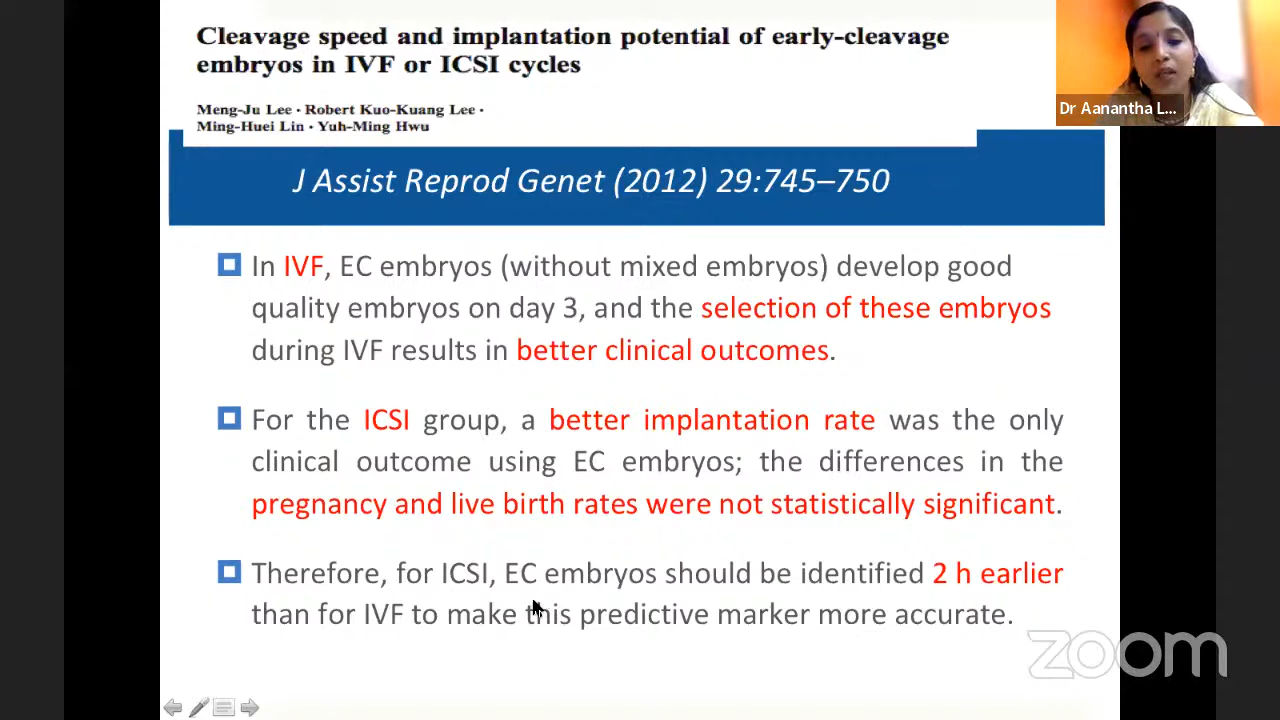 Cleavage speed and implantation potential of early-cleavage
embryos in IVF or ICSI cycles
Meng-Ju Lee · Robert Kuo-Kuang Lee ·
Ming-Huei Lin · Yuh-Ming Hwu
Dr Aanantha L...
J Assist Reprod Genet (2012) 29:745–750
In IVF, EC embryos (without mixed embryos) develop good
quality embryos on day 3, and the selection of these embryos
during IVF results in better clinical outcomes.
For the ICSI group, a better implantation rate was the only
clinical outcome using EC embryos; the differences in the
pregnancy and live birth rates were not statistically significant.
Therefore, for ICSI, EC embryos should be identified 2 h earlier
than for IVF to make this predictive marker more accurate.
zoom